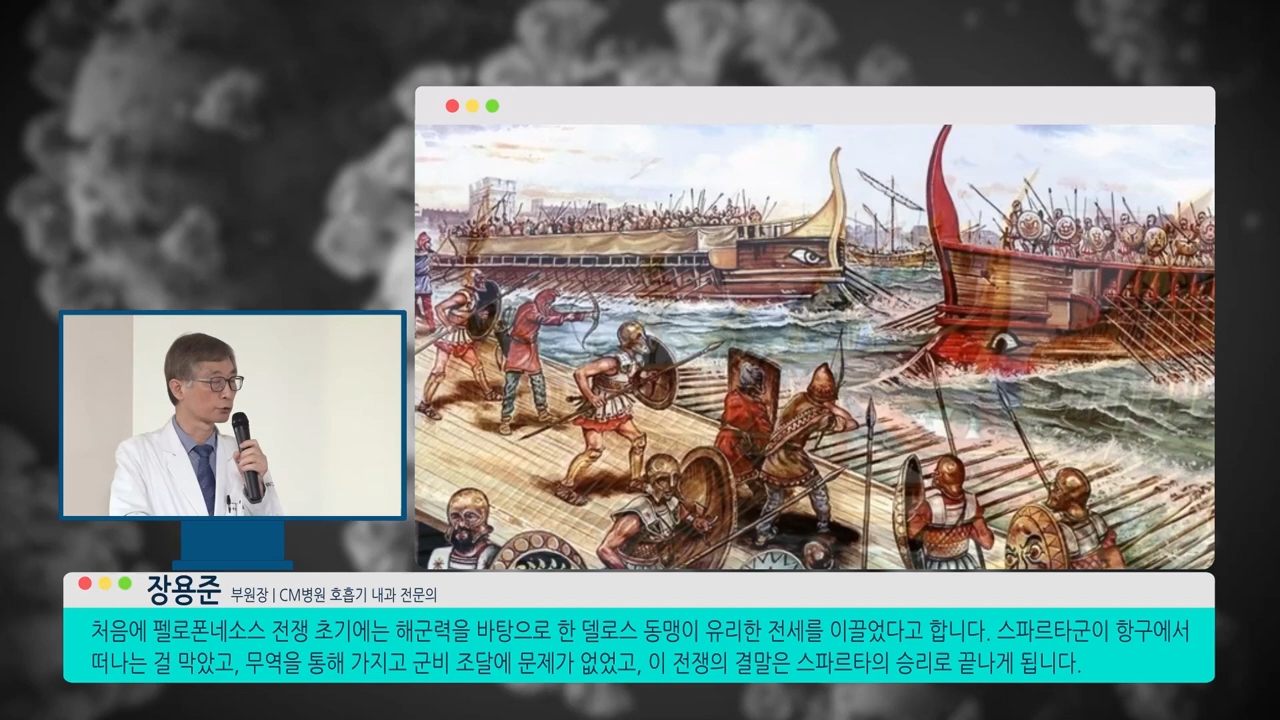 장용준 부원장 | CM병원 호흡기 내과 전문의
처음에 펠로폰네소스 전쟁 초기에는 해군력을 바탕으로 한 델로스 동맹이 유리한 전세를 이끌었다고 합니다. 스파르타군이 항구에서
떠나는 걸 막았고, 무역을 통해 가지고 군비 조달에 문제가 없었고, 이 전쟁의 결말은 스파르타의 승리로 끝나게 됩니다.